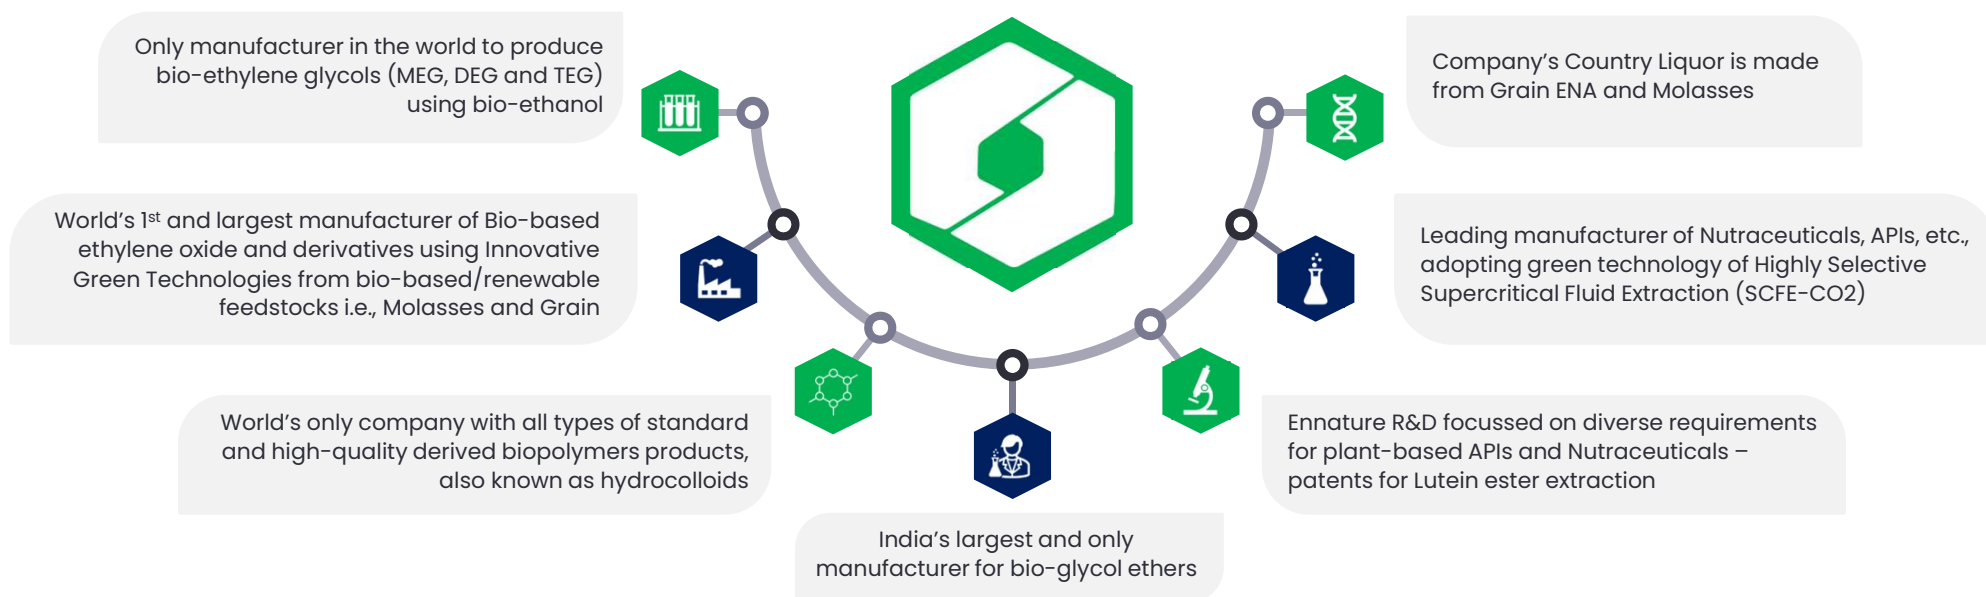 Only manufacturer in the world to produce
bio-ethylene glycols (MEG, DEG and TEG)
using bio-ethanol
World's 1st and largest manufacturer of Bio-based
ethylene oxide and derivatives using Innovative
Green Technologies from bio-based/renewable
feedstocks i.e., Molasses and Grain
World's only company with all types of standard
and high-quality derived biopolymers products,
also known as hydrocolloids
India's largest and only
manufacturer for bio-glycol ethers
Ennature R&D focussed on diverse requirements
for plant-based APIs and Nutraceuticals –
patents for Lutein ester extraction
Leading manufacturer of Nutraceuticals, APIs, etc.,
adopting green technology of Highly Selective
Supercritical Fluid Extraction (SCFE-CO2)
Company's Country Liquor is made
from Grain ENA and Molasses